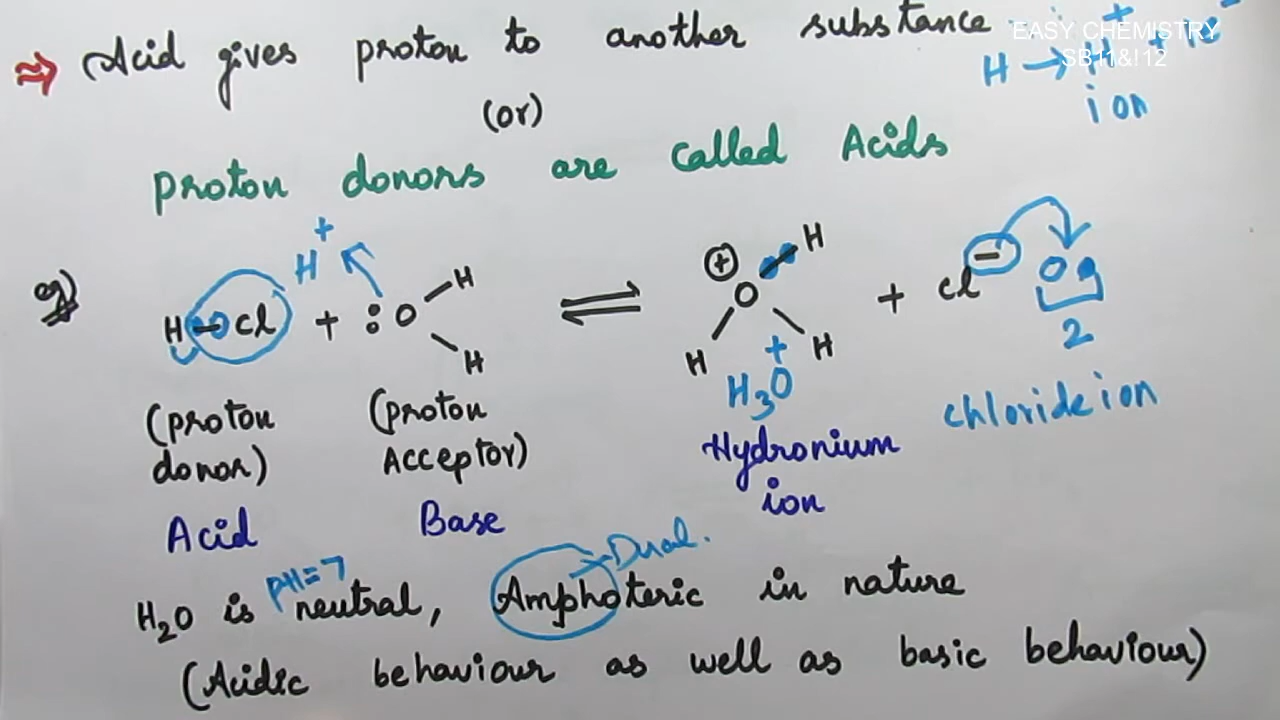 EASY CHEMISTRY
SB11&!12
⇒ Acid gives proton to another substance
H → H⁺ + 1e⁻
ion
(or)
proton donors are called Acids
H⁺
eg) H-Cl + :O H H ⇌ H O⁺ H H + Cl⁻
2
H₃O⁺
(proton donor) (proton Acceptor)
Hydronium ion
chloride ion
Acid Base
Dual.
pH=7
H₂O is neutral, Amphoteric in nature
(Acidic behaviour as well as basic behaviour)